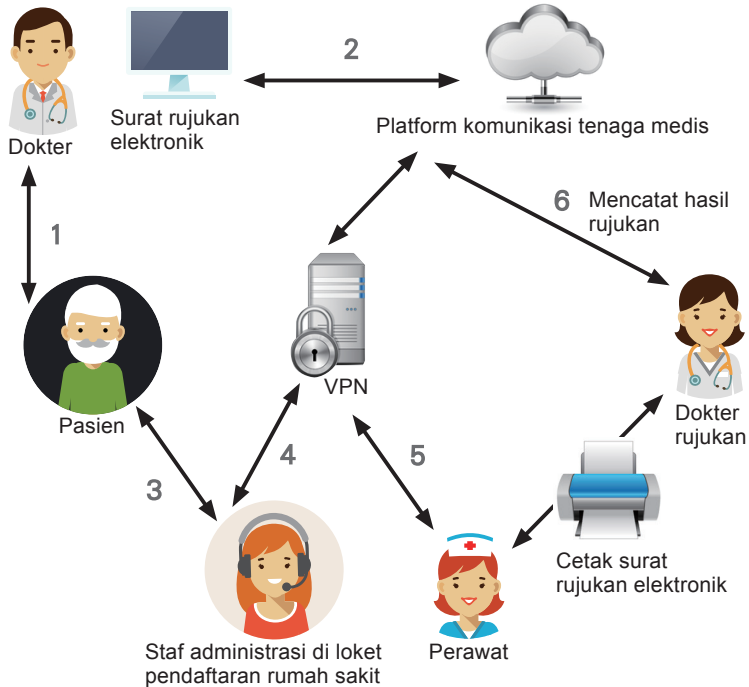 2
Surat rujukan
elektronik
Platform komunikasi tenaga medis
Dokter
1
6 Mencatat hasil
rujukan
VPN
Pasien
Dokter
rujukan
3
4
5
Cetak surat
rujukan elektronik
Staf administrasi di loket
pendaftaran rumah sakit
Perawat